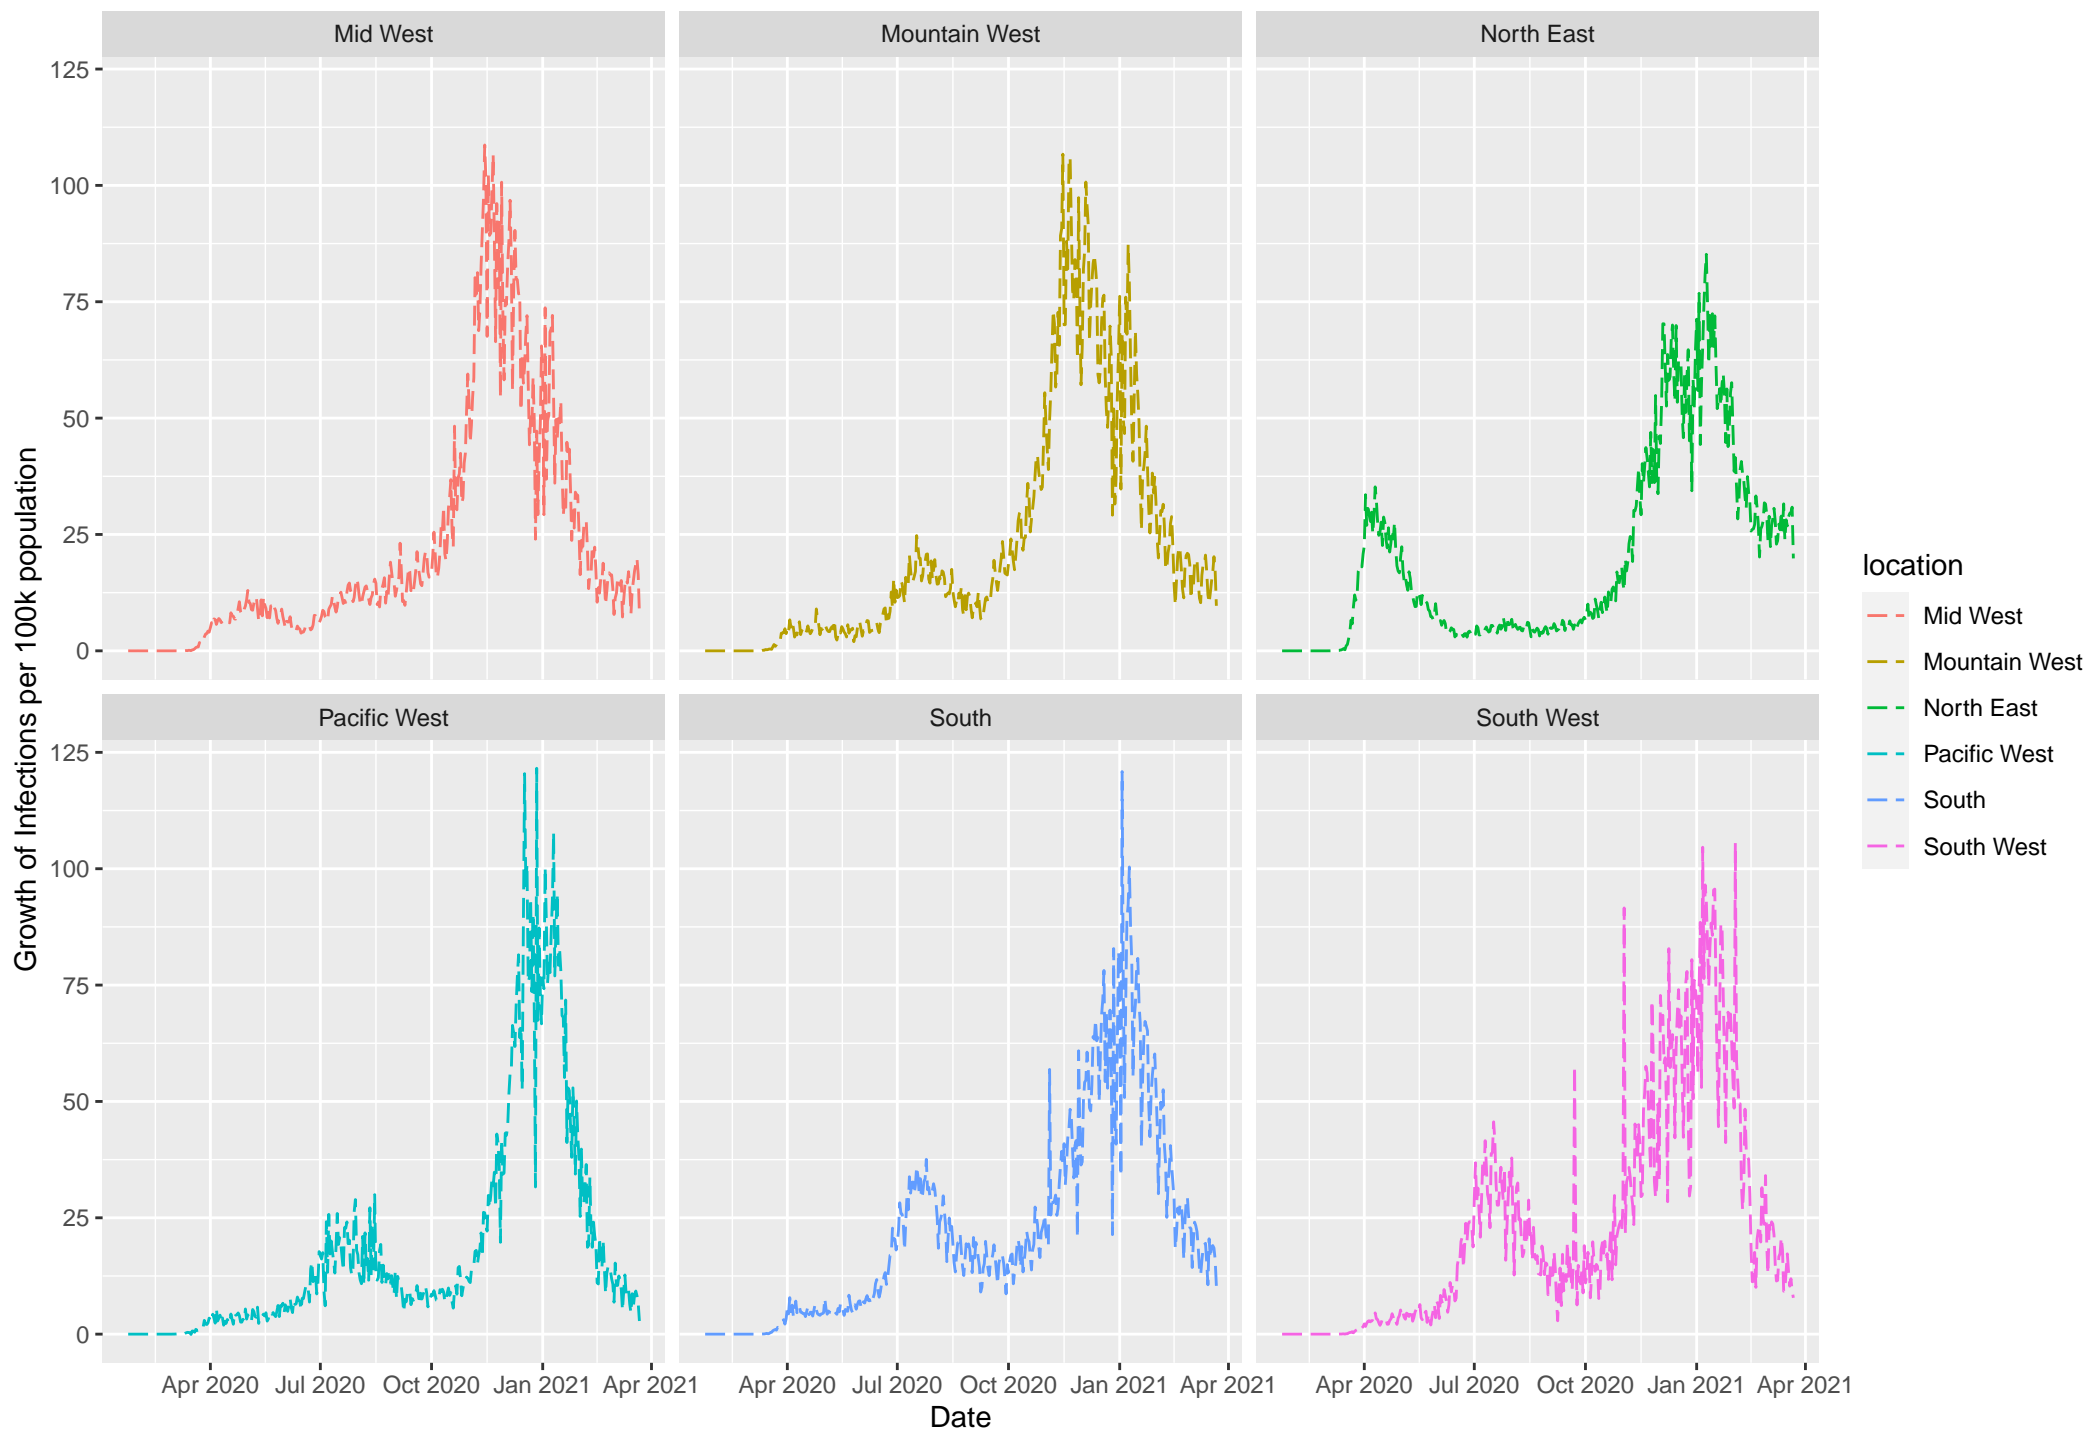 Mid West
Mountain West
North East
125
100
75
50
25
0
Pacific West
South
South West
125
100
75
50
25
0
Apr 2020 Jul 2020 Oct 2020 Jan 2021 Apr 2021
Apr 2020 Jul 2020 Oct 2020 Jan 2021 Apr 2021
Apr 2020 Jul 2020 Oct 2020 Jan 2021 Apr 2021
Date
Growth of Infections per 100k population
location
Mid West
Mountain West
North East
Pacific West
South
South West